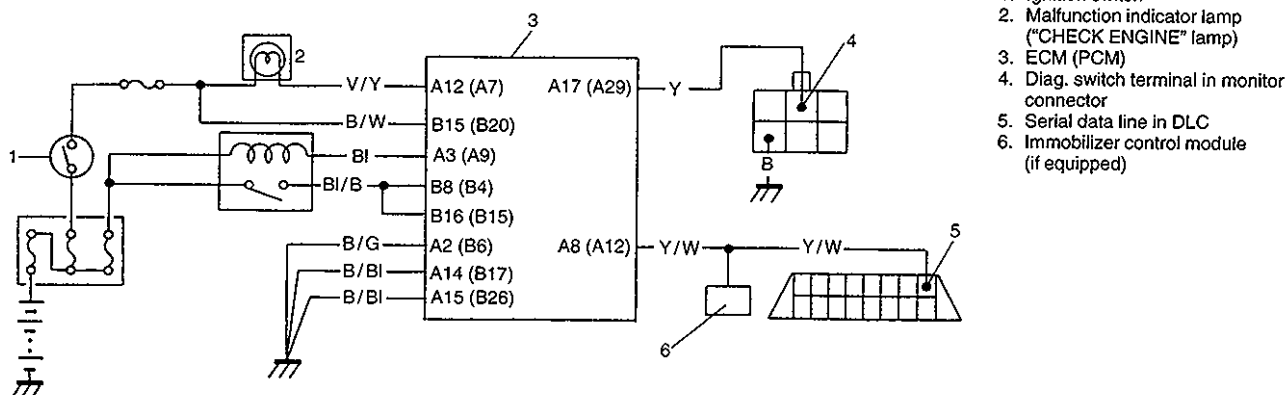 1. Ignition switch
2. Malfunction indicator lamp
("CHECK ENGINE" lamp)
3. ECM (PCM)
4. Diag. switch terminal in monitor
connector
5. Serial data line in DLC
6. Immobilizer control module
(if equipped)
3
2
4
V/Y
A12 (A7)
A17 (A29)
Y
B/W
B15 (B20)
1
Bl
A3 (A9)
B
Bl/B
B8 (B4)
B16 (B15)
B/G
A2 (B6)
A8 (A12)
Y/W
Y/W
5
B/Bl
A14 (B17)
B/Bl
A15 (B26)
6